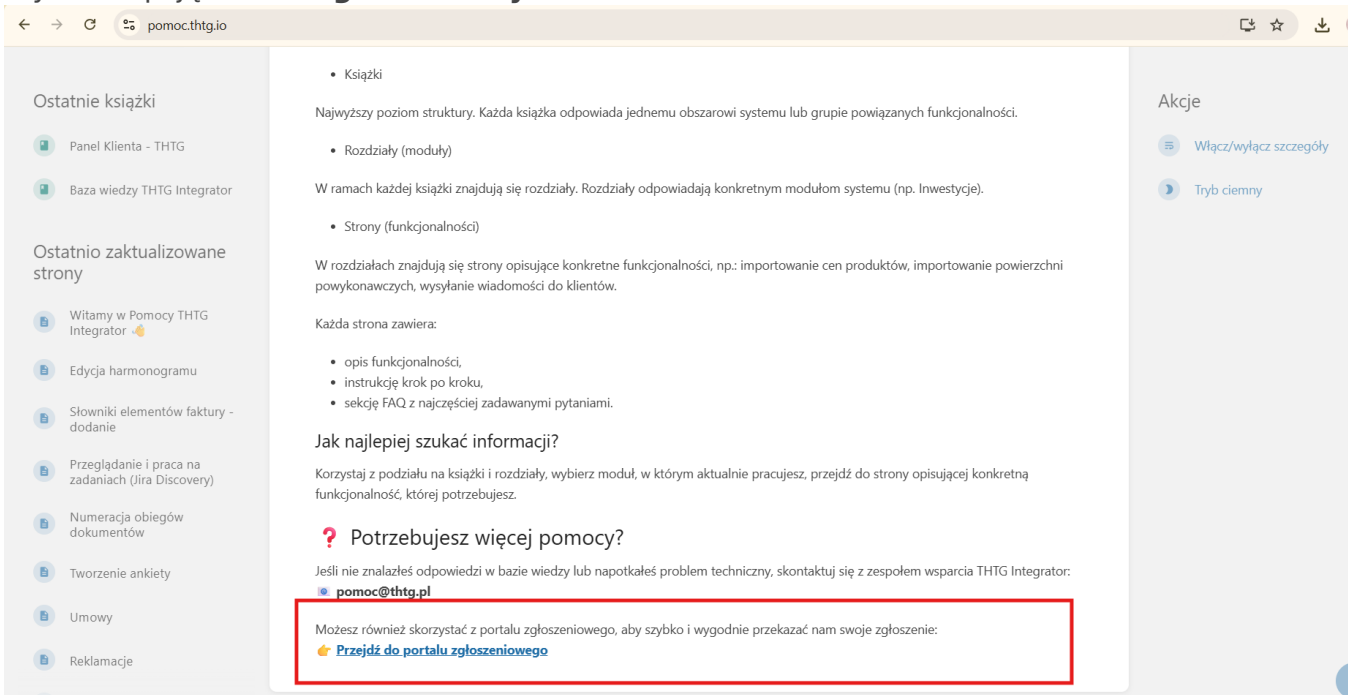 pomoc.thtg.io
Ostatnie książki
Panel Klienta - THTG
Baza wiedzy THTG Integrator
Ostatnio zaktualizowane
strony
Witamy w Pomocy THTG
Integrator
Edycja harmonogramu
Słowniki elementów faktury -
dodanie
Przeglądanie i praca na
zadaniach (Jira Discovery)
Numeracja obiegów
dokumentów
Tworzenie ankiety
Umowy
Reklamacje
• Książki
Najwyższy poziom struktury. Każda książka odpowiada jednemu obszarowi systemu lub grupie powiązanych funkcjonalności.
• Rozdziały (moduły)
W ramach każdej książki znajdują się rozdziały. Rozdziały odpowiadają konkretnym modułom systemu (np. Inwestycje).
• Strony (funkcjonalności)
W rozdziałach znajdują się strony opisujące konkretne funkcjonalności, np.: importowanie cen produktów, importowanie powierzchni
powykonawczych, wysyłanie wiadomości do klientów.
Każda strona zawiera:
• opis funkcjonalności,
• instrukcję krok po kroku,
• sekcję FAQ z najczęściej zadawanymi pytaniami.
Jak najlepiej szukać informacji?
Korzystaj z podziału na książki i rozdziały, wybierz moduł, w którym aktualnie pracujesz, przejdź do strony opisującej konkretną
funkcjonalność, której potrzebujesz.
❓ Potrzebujesz więcej pomocy?
Jeśli nie znalazłeś odpowiedzi w bazie wiedzy lub napotkałeś problem techniczny, skontaktuj się z zespołem wsparcia THTG Integrator:
pomoc@thtg.pl
Możesz również skorzystać z portalu zgłoszeniowego, aby szybko i wygodnie przekazać nam swoje zgłoszenie:
👉 Przejdź do portalu zgłoszeniowego
Akcje
Włącz/wyłącz szczegóły
Tryb ciemny